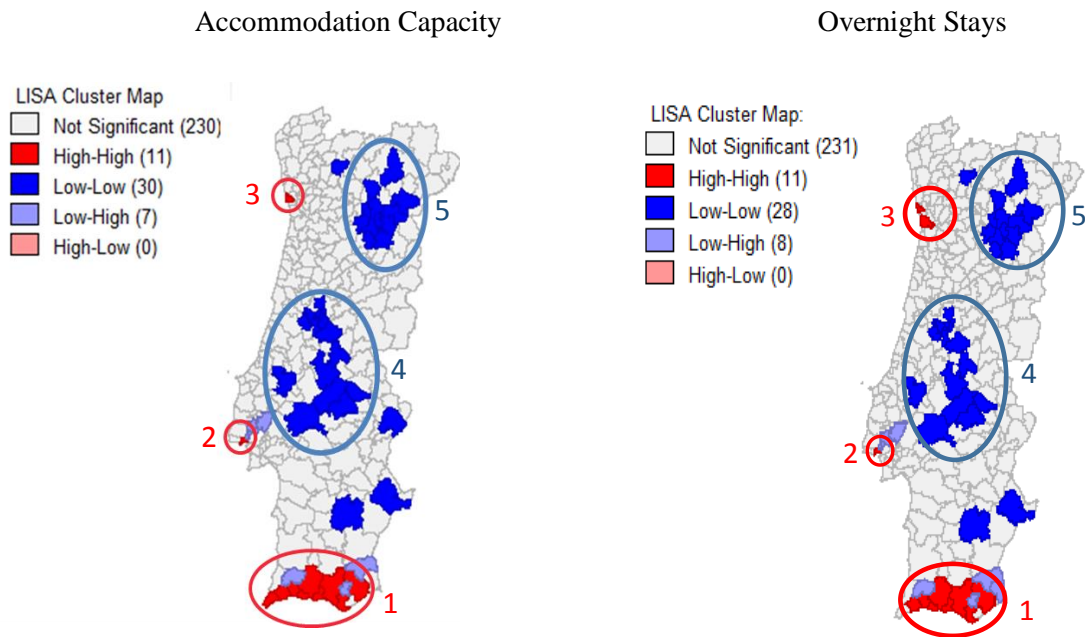 Accommodation Capacity
LISA Cluster Map
Not Significant (230)
High-High (11)
Low-Low (30)
Low-High (7)
High-Low (0)
3
5
4
2
1
Overnight Stays
LISA Cluster Map:
Not Significant (231)
High-High (11)
Low-Low (28)
Low-High (8)
High-Low (0)
3
5
4
2
1